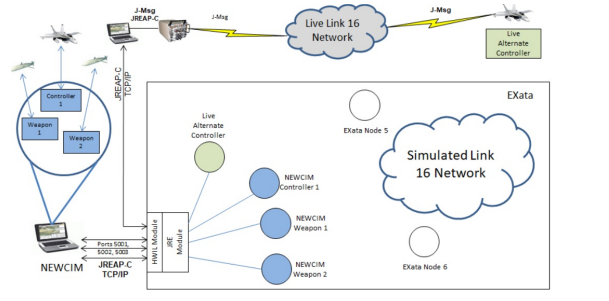 J-Msg
JREAP-C
J-Msg
Live Link 16
Network
J-Msg
Live
Alternate
Controller
Controller
1
Weapon
1
Weapon
2
JREAP-C
TCP/IP
EXata
Live
Alternate
Controller
EXata Node 5
Simulated Link
16 Network
NEWCIM
Controller 1
NEWCIM
Weapon 1
NEWCIM
Weapon 2
EXata Node 6
HWIL Module
JRE
Module
Ports 5001,
5002, 5003
JREAP-C
TCP/IP
NEWCIM